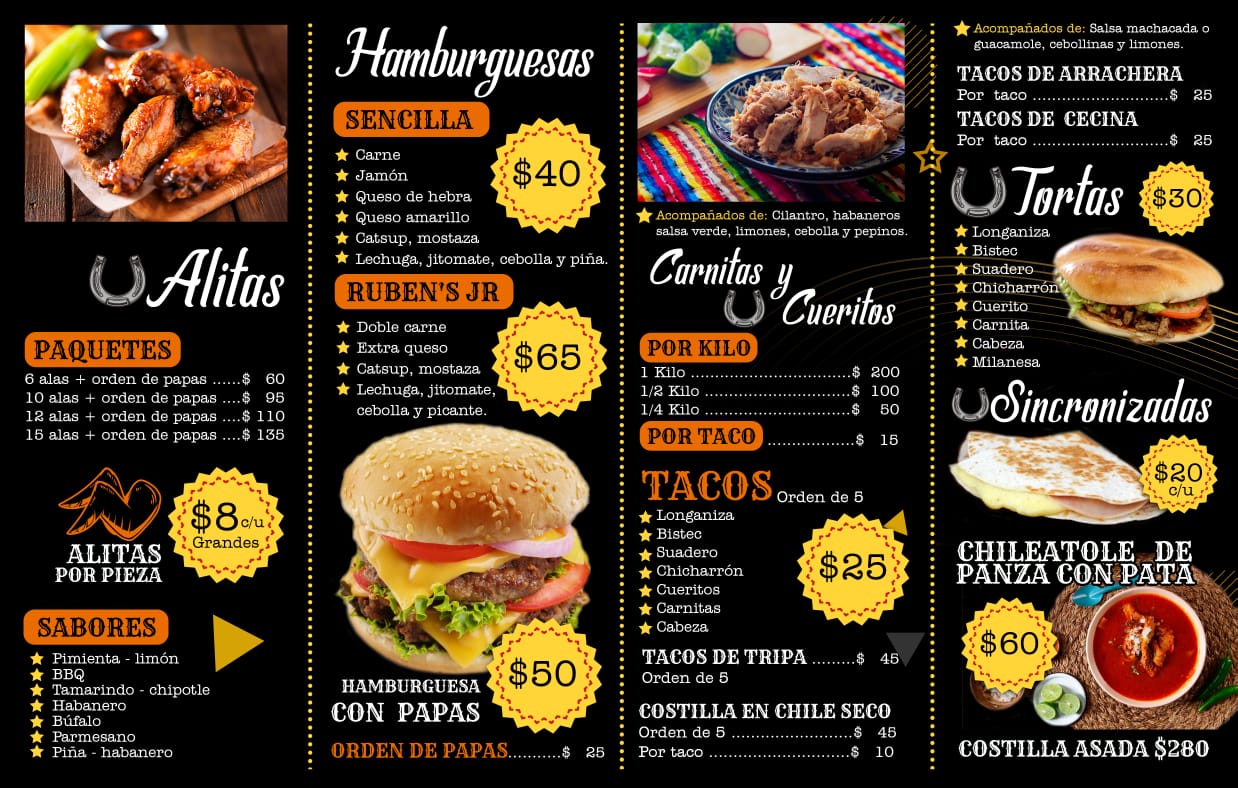 Alitas
PAQUETES
6 alas + orden de papas ......$ 60
10 alas + orden de papas ....$ 95
12 alas + orden de papas ....$ 110
15 alas + orden de papas ....$ 135
$8 c/u
Grandes
ALITAS
POR PIEZA
SABORES
Pimienta - limón
BBQ
Tamarindo - chipotle
Habanero
Búfalo
Parmesano
Piña - habanero
Hamburguesas
SENCILLA
$40
Carne
Jamón
Queso de hebra
Queso amarillo
Catsup, mostaza
Lechuga, jitomate, cebolla y piña.
RUBEN'S JR
$65
Doble carne
Extra queso
Catsup, mostaza
Lechuga, jitomate,
cebolla y picante.
$50
HAMBURGUESA
CON PAPAS
ORDEN DE PAPAS...........$ 25
Acompañados de: Cilantro, habaneros
salsa verde, limones, cebolla y pepinos.
Carnitas y
Cueritos
POR KILO
1 Kilo .................................$ 200
1/2 Kilo ..............................$ 100
1/4 Kilo ..............................$ 50
POR TACO ..................$ 15
TACOS Orden de 5
Longaniza
Bistec
Suadero
Chicharrón
Cueritos
Carnitas
Cabeza
$25
TACOS DE TRIPA .........$ 45
Orden de 5
COSTILLA EN CHILE SECO
Orden de 5 ..............................$ 45
Por taco ...................................$ 10
Acompañados de: Salsa machacada o
guacamole, cebollinas y limones.
TACOS DE ARRACHERA
Por taco ............................$ 25
TACOS DE CECINA
Por taco ............................$ 25
Tortas
$30
Longaniza
Bistec
Suadero
Chicharrón
Cuerito
Carnita
Cabeza
Milanesa
Sincronizadas
$20
c/u
CHILEATOLE DE
PANZA CON PATA
$60
COSTILLA ASADA $280